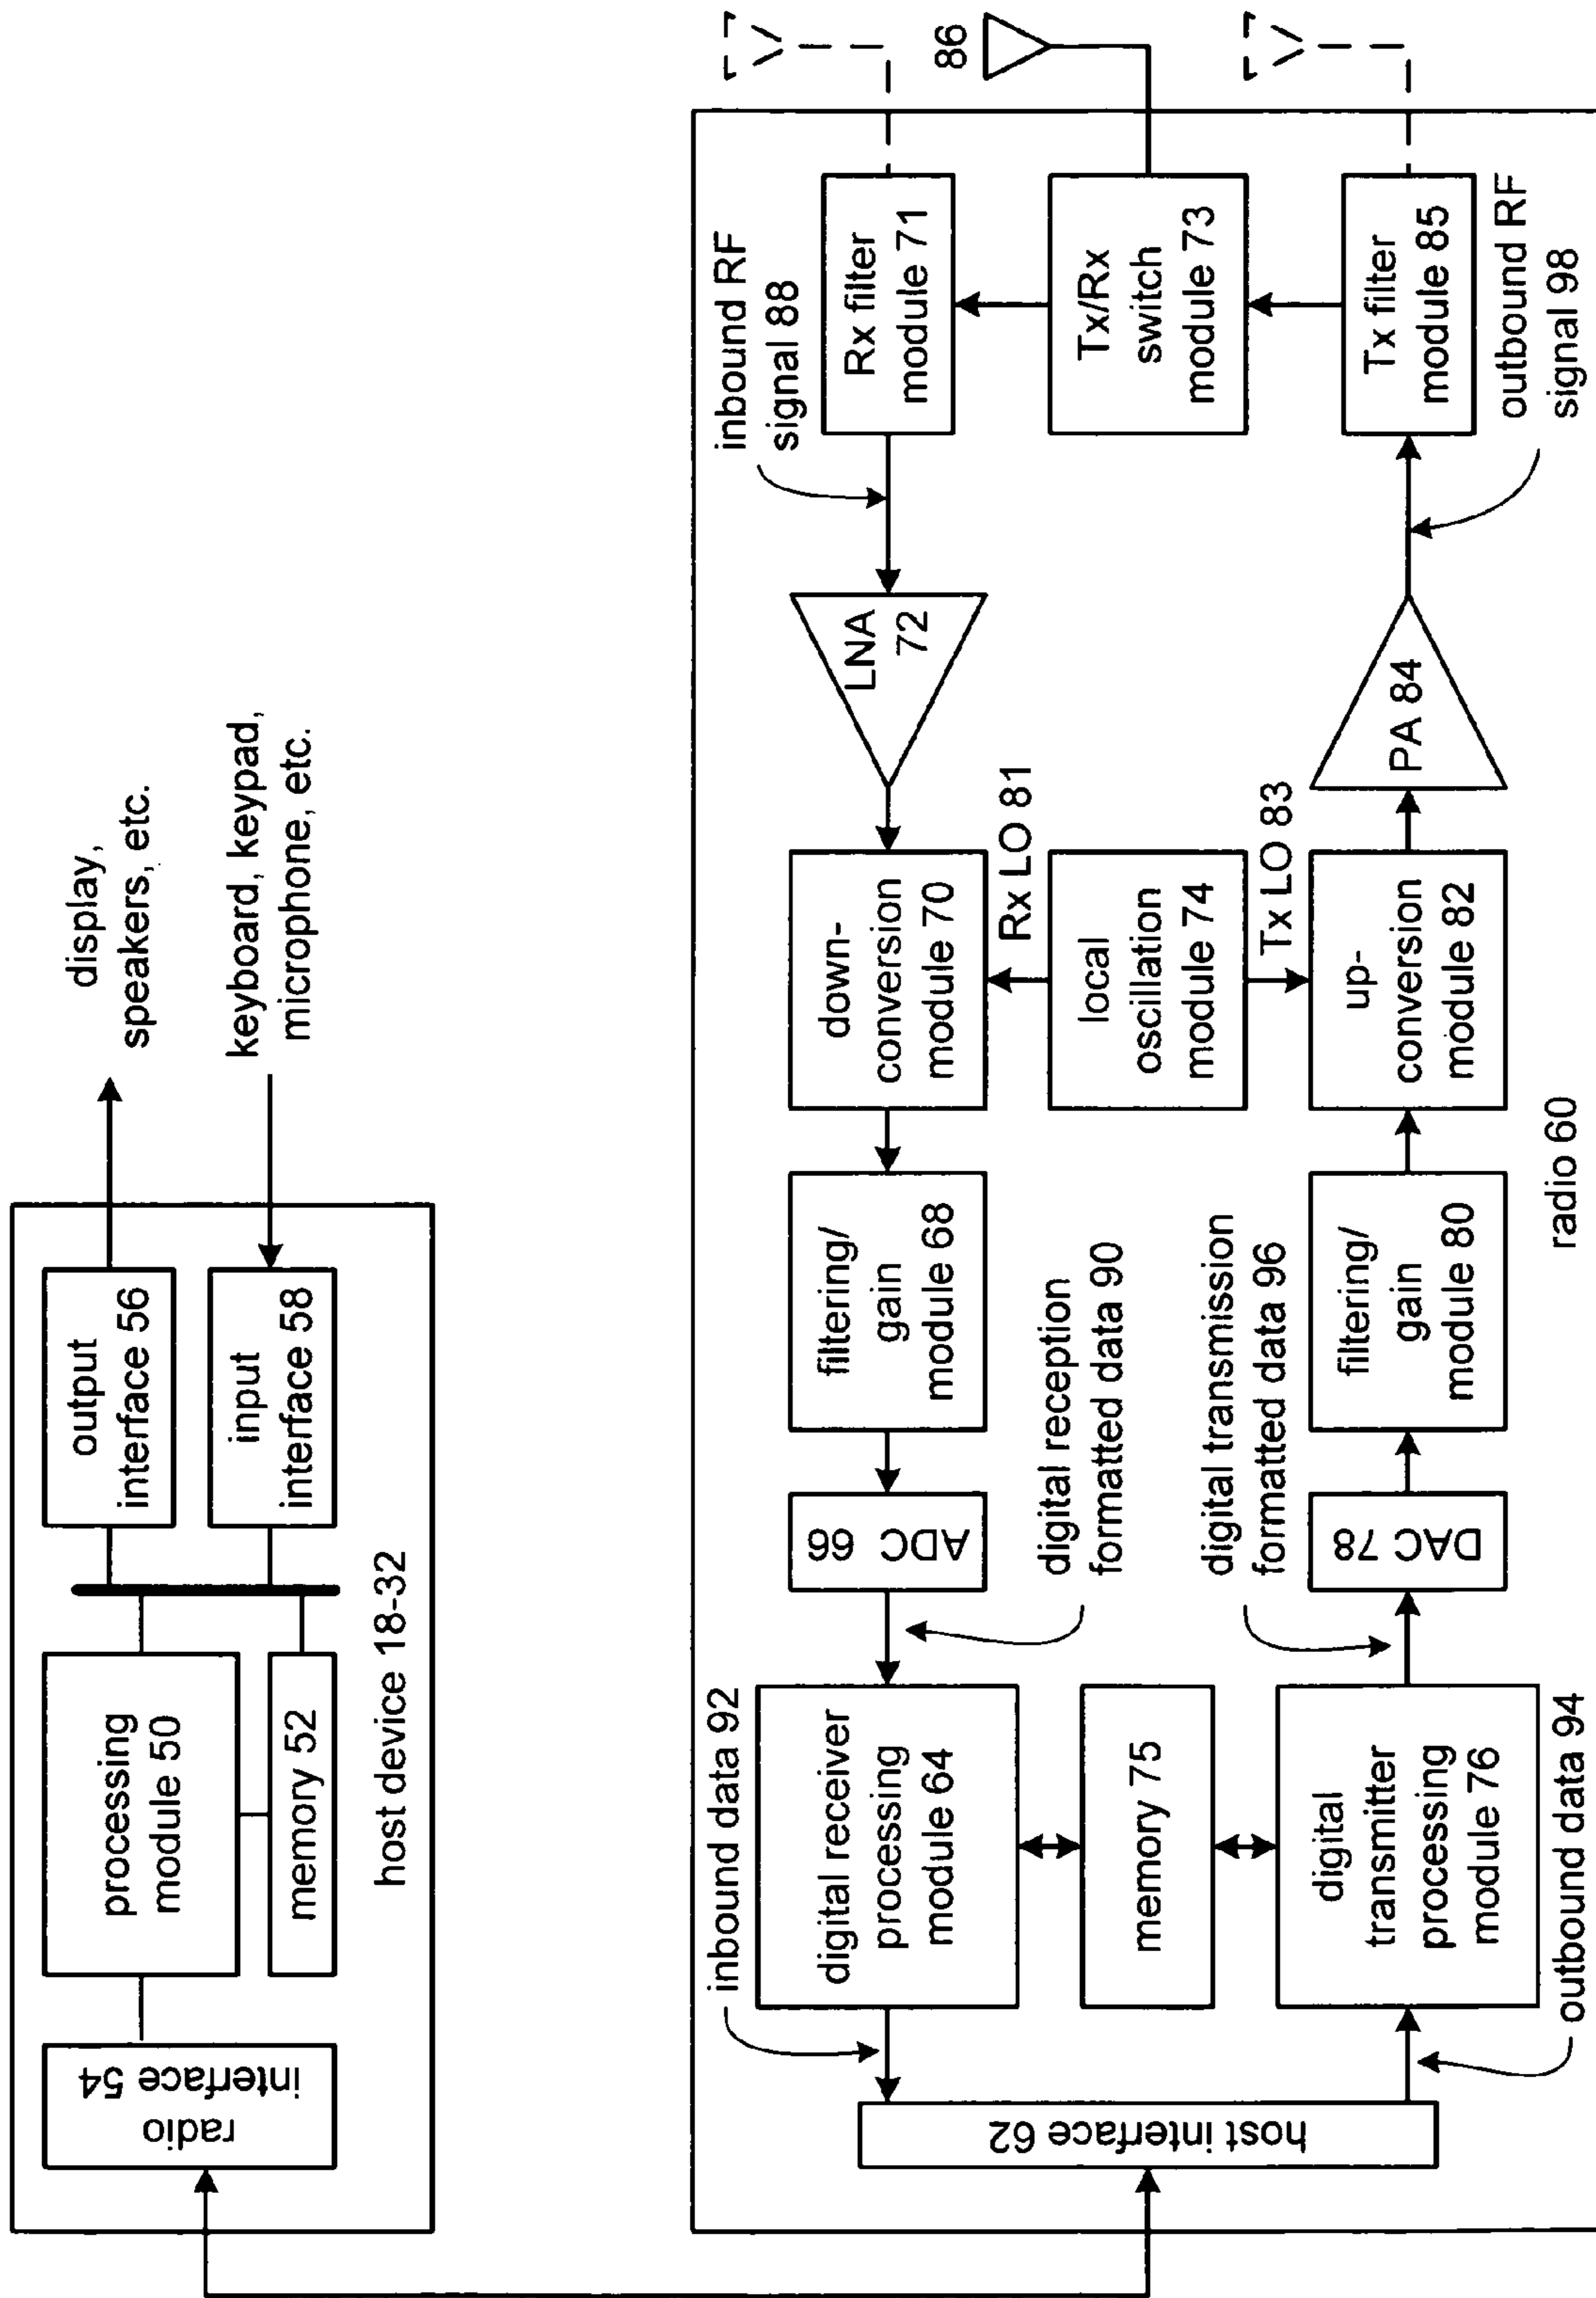 radio
interface 54
processing
module 50
memory 52
output
interface 56
input
interface 58
display,
speakers, etc.
keyboard, keypad,
microphone, etc.
host device 18-32
host interface 62
inbound data 92
digital receiver
processing
module 64
memory 75
digital
transmitter
processing
module 76
outbound data 94
ADC 66
digital reception
formatted data 90
digital transmission
formatted data 96
DAC 78
filtering/
gain
module 68
filtering/
gain
module 80
down-
conversion
module 70
Rx LO 81
local
oscillation
module 74
Tx LO 83
up-
conversion
module 82
LNA
72
PA 84
inbound RF
signal 88
Rx filter
module 71
Tx/Rx
switch
module 73
Tx filter
module 85
outbound RF
signal 98
86
radio 60